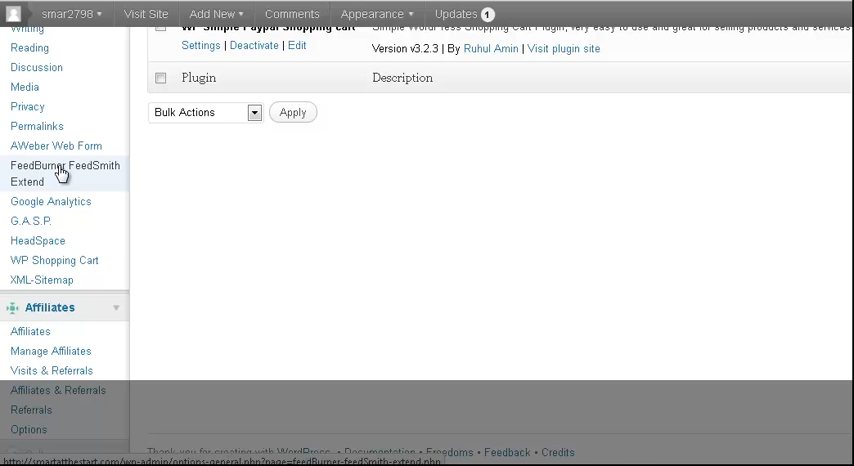 smar2798 Visit Site Add New Comments Appearance Updates 1
Writing
Reading
Discussion
Media
Privacy
Permalinks
AWeber Web Form
FeedBurner FeedSmith
Extend
Google Analytics
G.A.S.P.
HeadSpace
WP Shopping Cart
XML-Sitemap
Affiliates
Affiliates
Manage Affiliates
Visits & Referrals
Affiliates & Referrals
Referrals
Options
WP Simple Paypal Shopping cart
Simple WordPress Shopping Cart Plugin, very easy to use and great for selling products and services
Settings | Deactivate | Edit
Version v3.2.3 | By Ruhul Amin | Visit plugin site
Plugin Description
Bulk Actions Apply
Thank you for creating with WordPress. • Documentation • Freedoms • Feedback • Credits
http://smartatthestart.com/wp-admin/options-general.php?page=feedBurner-feedSmith-extend.php